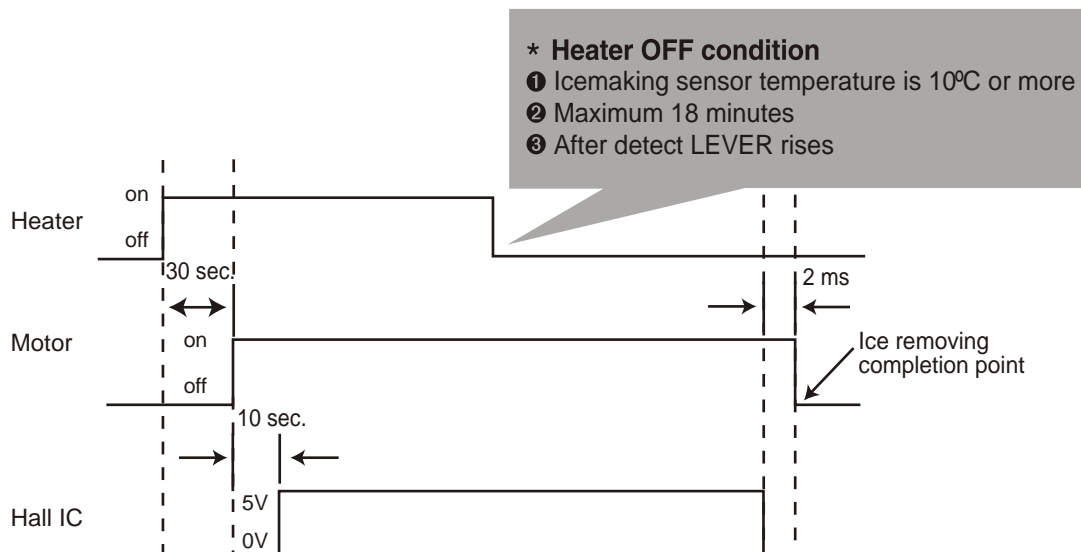 * Heater OFF condition
❶ Icemaking sensor temperature is 10ºC or more
❷ Maximum 18 minutes
❸ After detect LEVER rises
on
Heater
off
30 sec.
2 ms
Motor
on
off
Ice removing
completion point
10 sec.
5V
Hall IC
0V